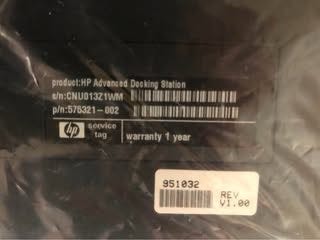 product:HP Advanced Docking Station
s/n:CNU013Z1WM
p/n:575321-002
hp
service
tag
warranty 1 year
951032
REV
V1.00